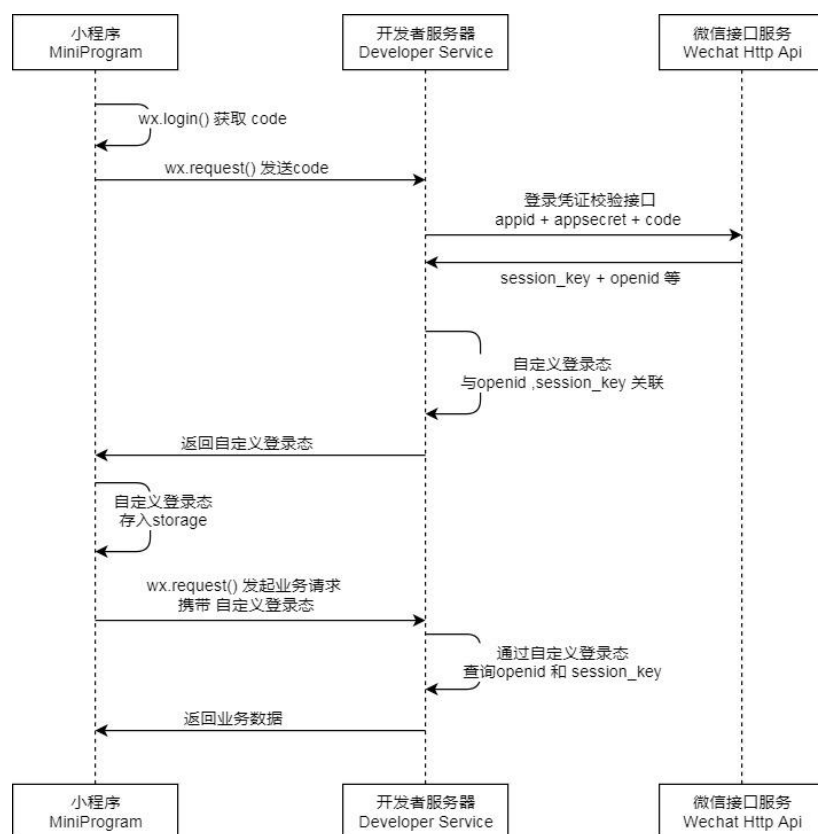 小程序
MiniProgram
开发者服务器
Developer Service
微信接口服务
Wechat Http Api
wx.login() 获取 code
wx.request() 发送code
登录凭证校验接口
appid + appsecret + code
session_key + openid 等
自定义登录态
与openid ,session_key 关联
返回自定义登录态
自定义登录态
存入storage
wx.request() 发起业务请求
携带 自定义登录态
通过自定义登录态
查询openid 和 session_key
返回业务数据
小程序
MiniProgram
开发者服务器
Developer Service
微信接口服务
Wechat Http Api